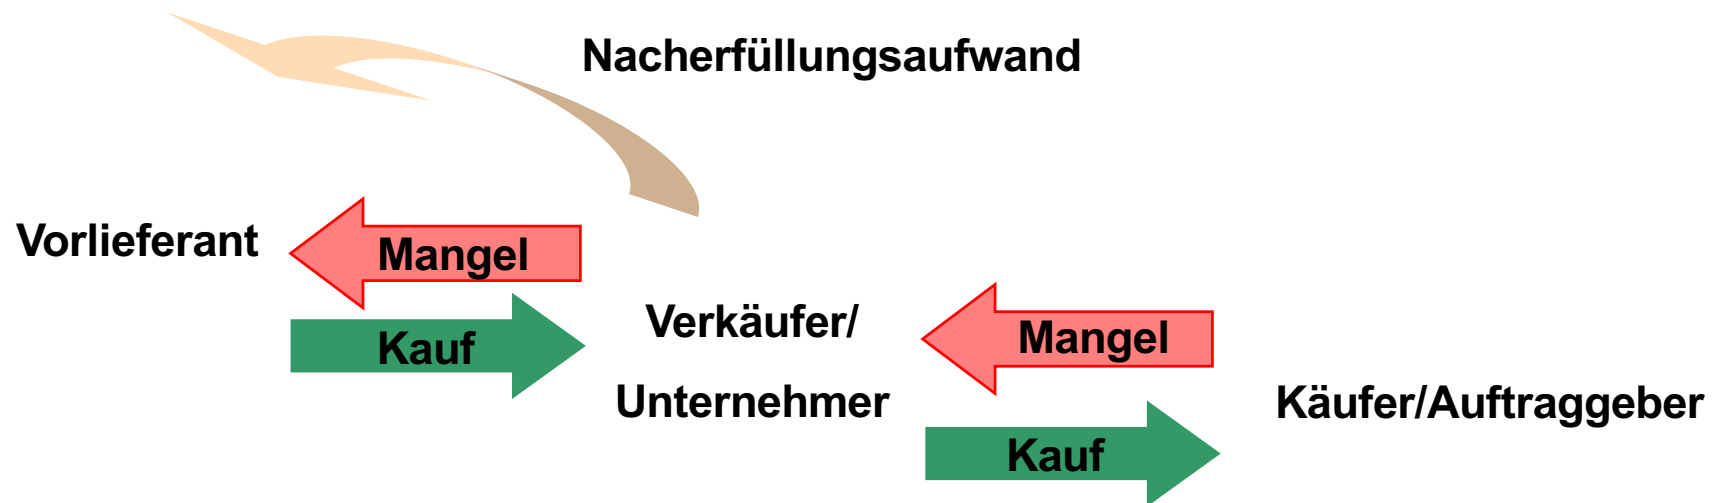 Nacherfüllungsaufwand
Vorlieferant
Mangel
Kauf
Verkäufer/
Unternehmer
Mangel
Kauf
Käufer/Auftraggeber